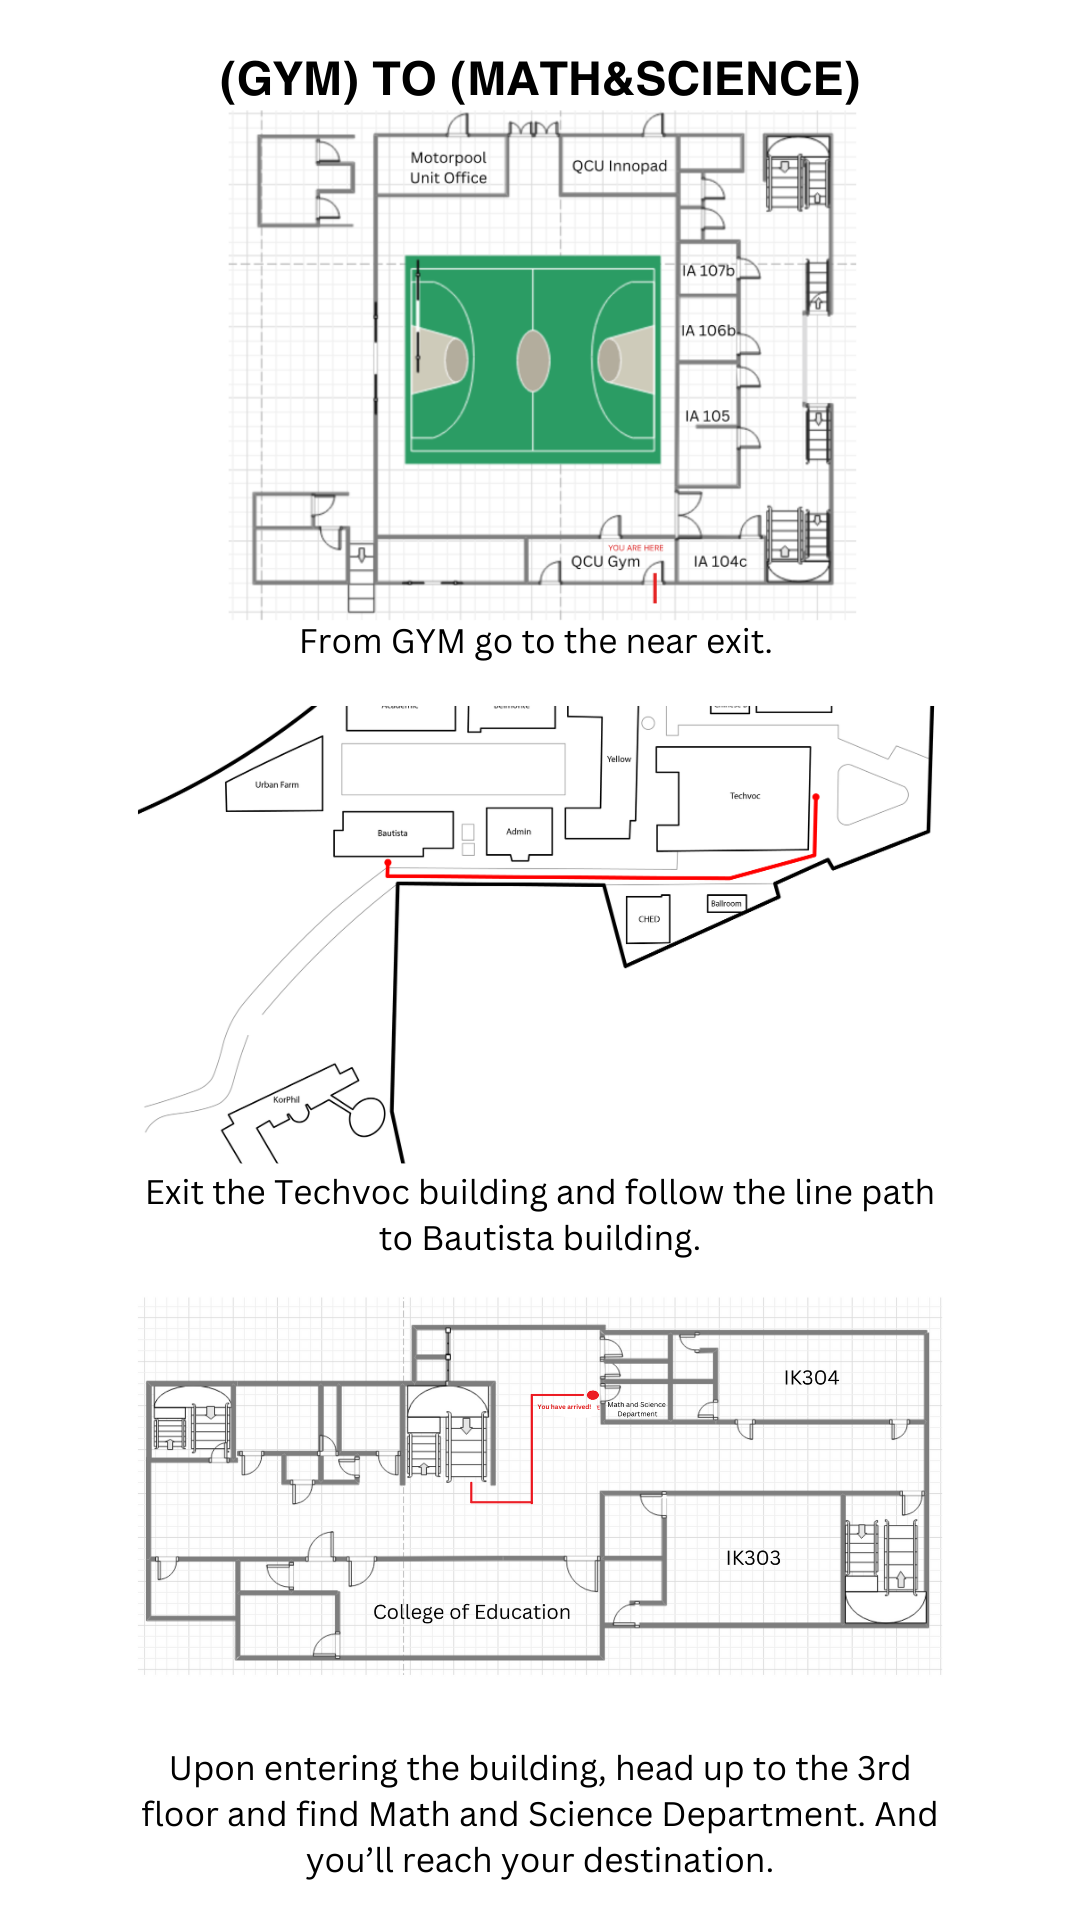 (GYM) TO (MATH&SCIENCE)
Motorpool
Unit Office
QCU Innopad
IA 107b
IA 106b
IA 105
YOU ARE HERE
QCU Gym
IA 104c
From GYM go to the near exit.
Academic
Belmonte
Yellow
Urban Farm
Techvoc
Bautista
Admin
CHED
Ballroom
KorPhil
Exit the Techvoc building and follow the line path
to Bautista building.
IK304
You have arrived!
Math and Science
Department
IK303
College of Education
Upon entering the building, head up to the 3rd
floor and find Math and Science Department. And
you’ll reach your destination.